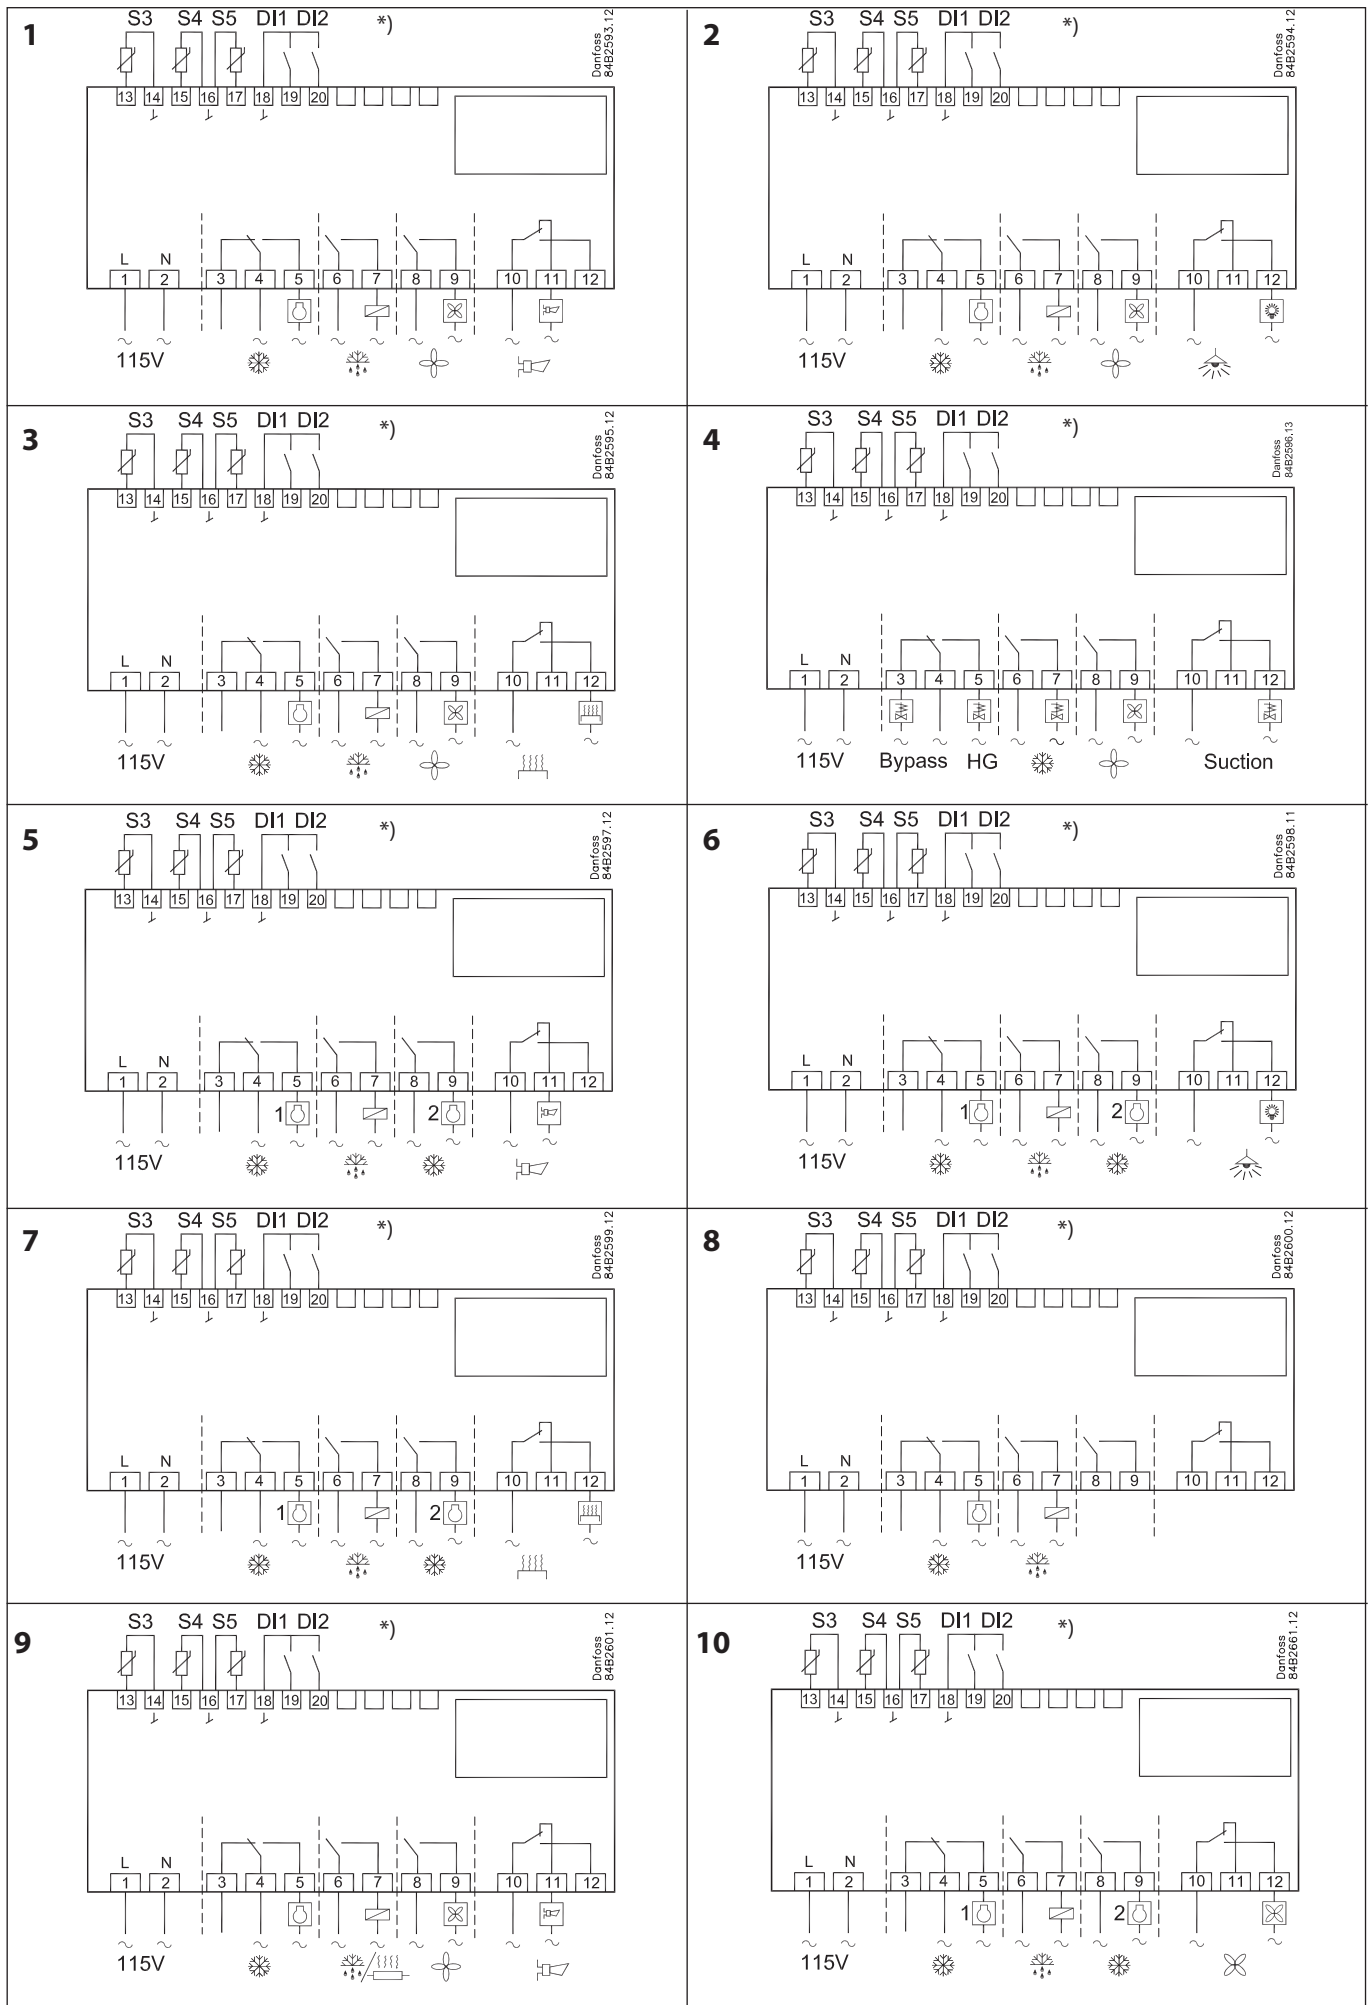 1
S3 S4 S5 DI1 DI2 *)
Danfoss
84B2593.12
13 14 15 16 17 18 19 20
L N
1 2 3 4 5 6 7 8 9 10 11 12
115V
2
S3 S4 S5 DI1 DI2 *)
Danfoss
84B2594.12
13 14 15 16 17 18 19 20
L N
1 2 3 4 5 6 7 8 9 10 11 12
115V
3
S3 S4 S5 DI1 DI2 *)
Danfoss
84B2595.12
13 14 15 16 17 18 19 20
L N
1 2 3 4 5 6 7 8 9 10 11 12
115V
4
S3 S4 S5 DI1 DI2 *)
Danfoss
84B2596.13
13 14 15 16 17 18 19 20
L N
1 2 3 4 5 6 7 8 9 10 11 12
115V Bypass HG Suction
5
S3 S4 S5 DI1 DI2 *)
Danfoss
84B2597.12
13 14 15 16 17 18 19 20
L N
1 2 3 4 5 6 7 8 9 10 11 12
1 2
115V
6
S3 S4 S5 DI1 DI2 *)
Danfoss
84B2598.11
13 14 15 16 17 18 19 20
L N
1 2 3 4 5 6 7 8 9 10 11 12
1 2
115V
7
S3 S4 S5 DI1 DI2 *)
Danfoss
84B2599.12
13 14 15 16 17 18 19 20
L N
1 2 3 4 5 6 7 8 9 10 11 12
1 2
115V
8
S3 S4 S5 DI1 DI2 *)
Danfoss
84B2600.12
13 14 15 16 17 18 19 20
L N
1 2 3 4 5 6 7 8 9 10 11 12
115V
9
S3 S4 S5 DI1 DI2 *)
Danfoss
84B2601.12
13 14 15 16 17 18 19 20
L N
1 2 3 4 5 6 7 8 9 10 11 12
115V
10
S3 S4 S5 DI1 DI2 *)
Danfoss
84B2661.12
13 14 15 16 17 18 19 20
L N
1 2 3 4 5 6 7 8 9 10 11 12
1 2
115V